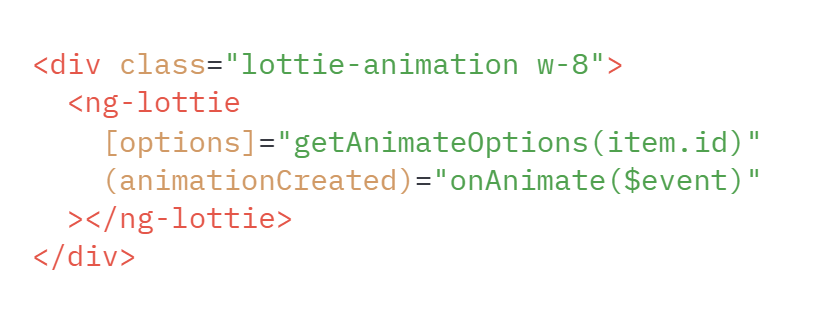 <div class="lottie-animation w-8">
  <ng-lottie
    [options]="getAnimateOptions(item.id)"
    (animationCreated)="onAnimate($event)"
  ></ng-lottie>
</div>